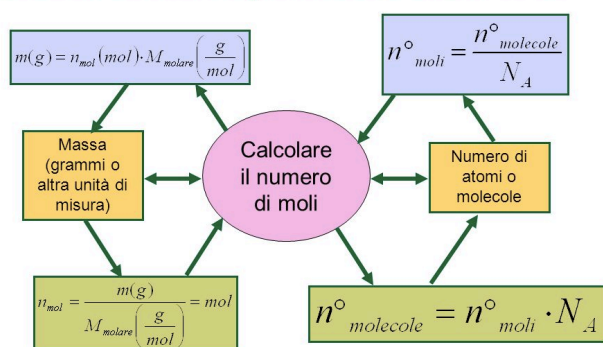 m(g) = n_mol (mol) · M_molare (g/mol)
n°_moli = n°_molecole / N_A
Massa
(grammi o
altra unità di
misura)
Calcolare
il numero
di moli
Numero di
atomi o
molecole
n_mol = m(g) / M_molare (g/mol) = mol
n°_molecole = n°_moli · N_A